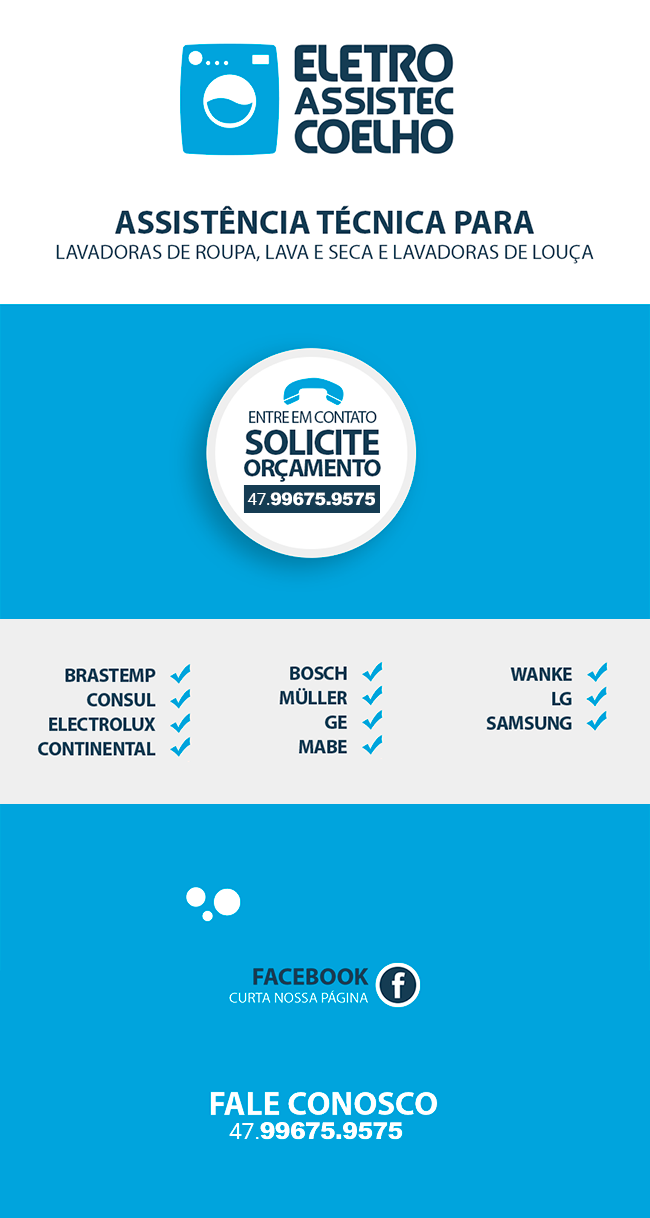 ELETRO
ASSISTEC
COELHO
ASSISTÊNCIA TÉCNICA PARA
LAVADORAS DE ROUPA, LAVA E SECA E LAVADORAS DE LOUÇA
ENTRE EM CONTATO
SOLICITE
ORÇAMENTO
47.99675.9575
BRASTEMP
CONSUL
ELECTROLUX
CONTINENTAL
BOSCH
MÜLLER
GE
MABE
WANKE
LG
SAMSUNG
FACEBOOK
CURTA NOSSA PÁGINA
f
FALE CONOSCO
47.99675.9575